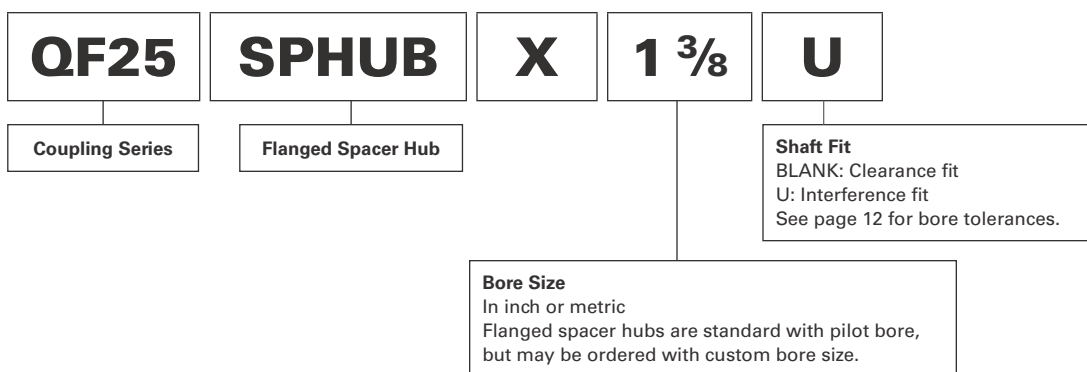 QF25 SPHUB X 1 ⅜ U
Coupling Series
Flanged Spacer Hub
Shaft Fit
BLANK: Clearance fit
U: Interference fit
See page 12 for bore tolerances.
Bore Size
In inch or metric
Flanged spacer hubs are standard with pilot bore,
but may be ordered with custom bore size.